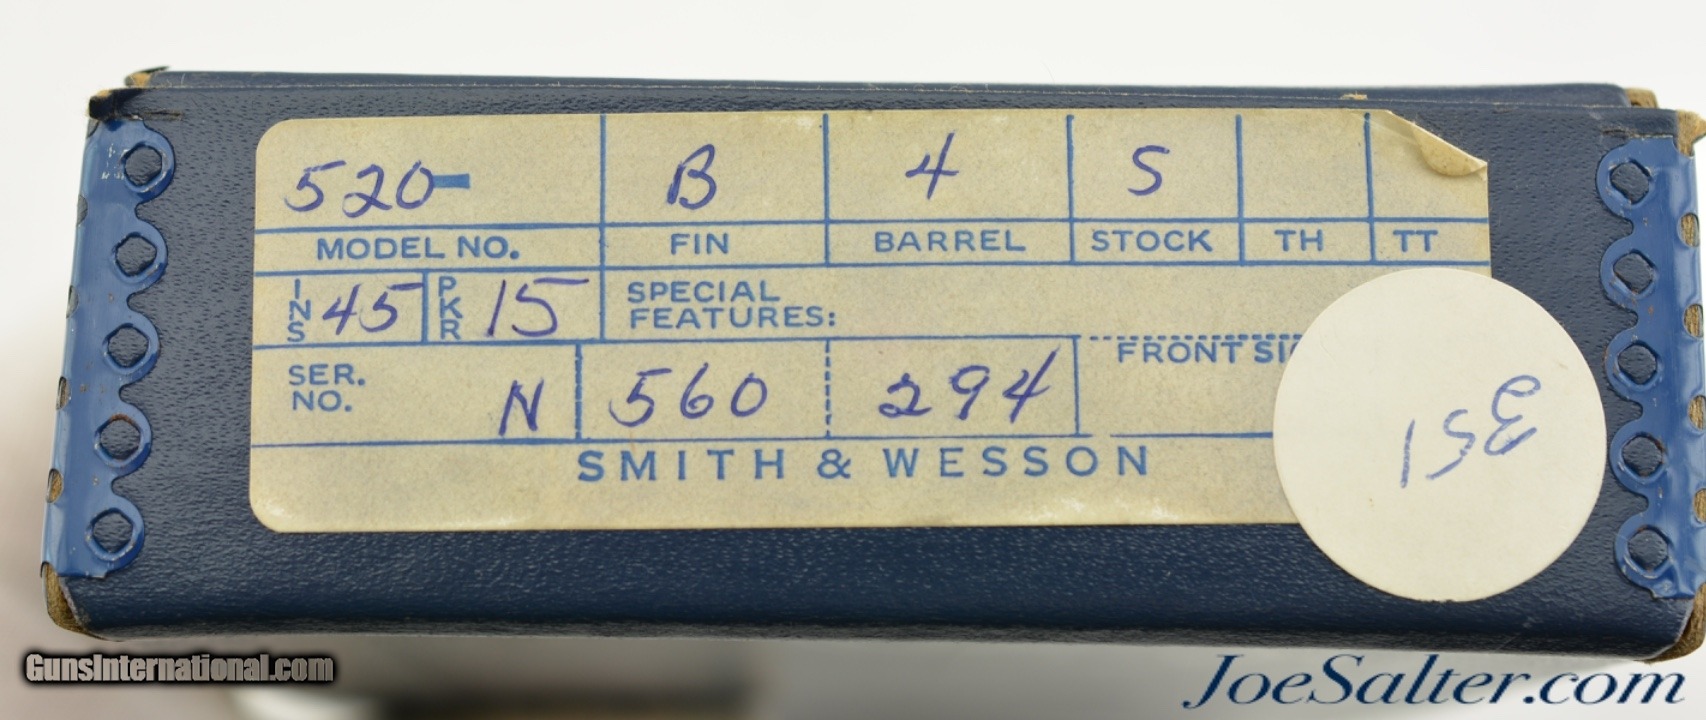 520- B 4 S
MODEL NO. FIN BARREL STOCK TH TT
INS 45 PKR 15 SPECIAL
FEATURES:
SER.
NO. N 560 294 FRONT SI
SMITH & WESSON
351
GunsInternational.com
JoeSalter.com